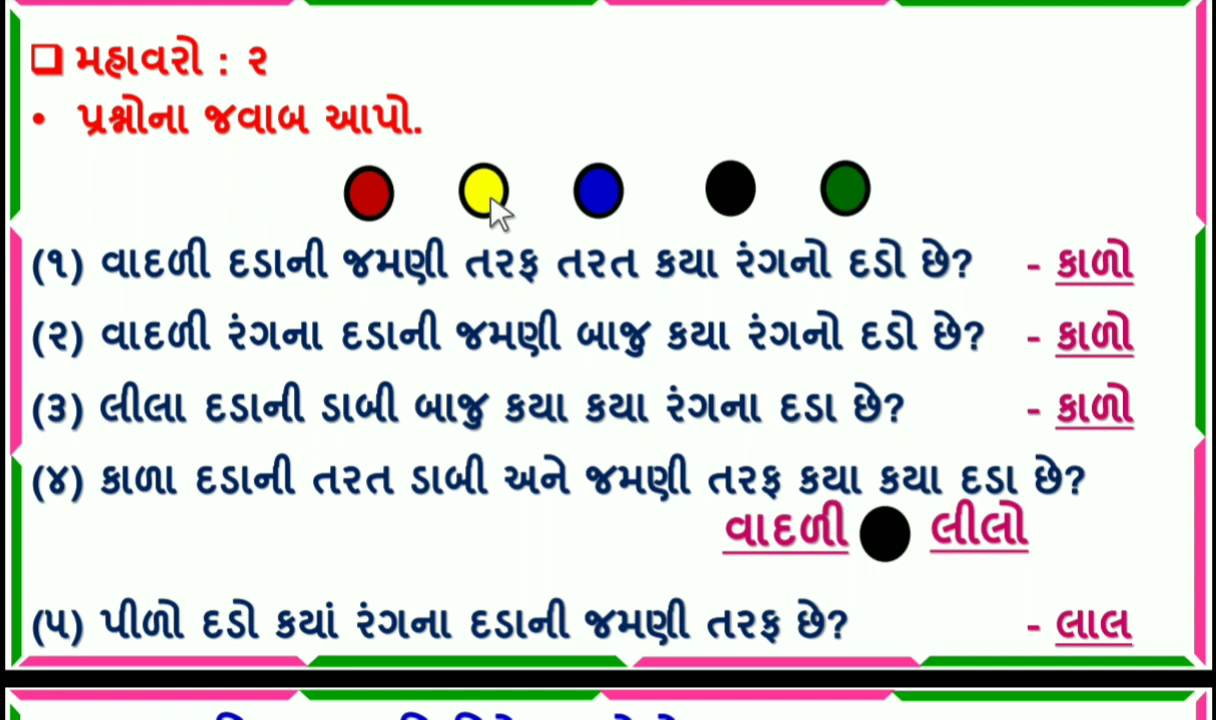 ❑ મહાવરો : ૨
• પ્રશ્નોના જવાબ આપો.
(૧) વાદળી દડાની જમણી તરફ તરત કયા રંગનો દડો છે? - કાળો
(૨) વાદળી રંગના દડાની જમણી બાજુ કયા રંગનો દડો છે? - કાળો
(૩) લીલા દડાની ડાબી બાજુ કયા કયા રંગના દડા છે? - કાળો
(૪) કાળા દડાની તરત ડાબી અને જમણી તરફ કયા કયા દડા છે?
વાદળી લીલો
(૫) પીળો દડો કયાં રંગના દડાની જમણી તરફ છે? - લાલ